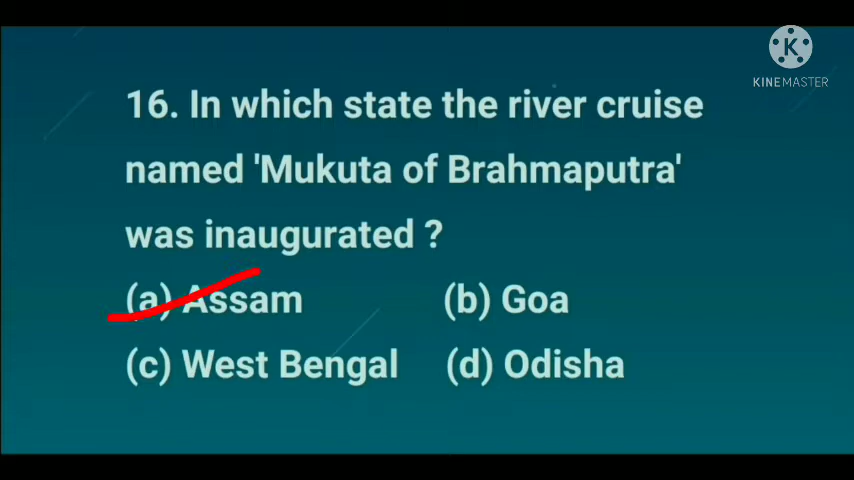 KINEMASTER
16. In which state the river cruise
named 'Mukuta of Brahmaputra'
was inaugurated ?
(a) Assam (b) Goa
(c) West Bengal (d) Odisha